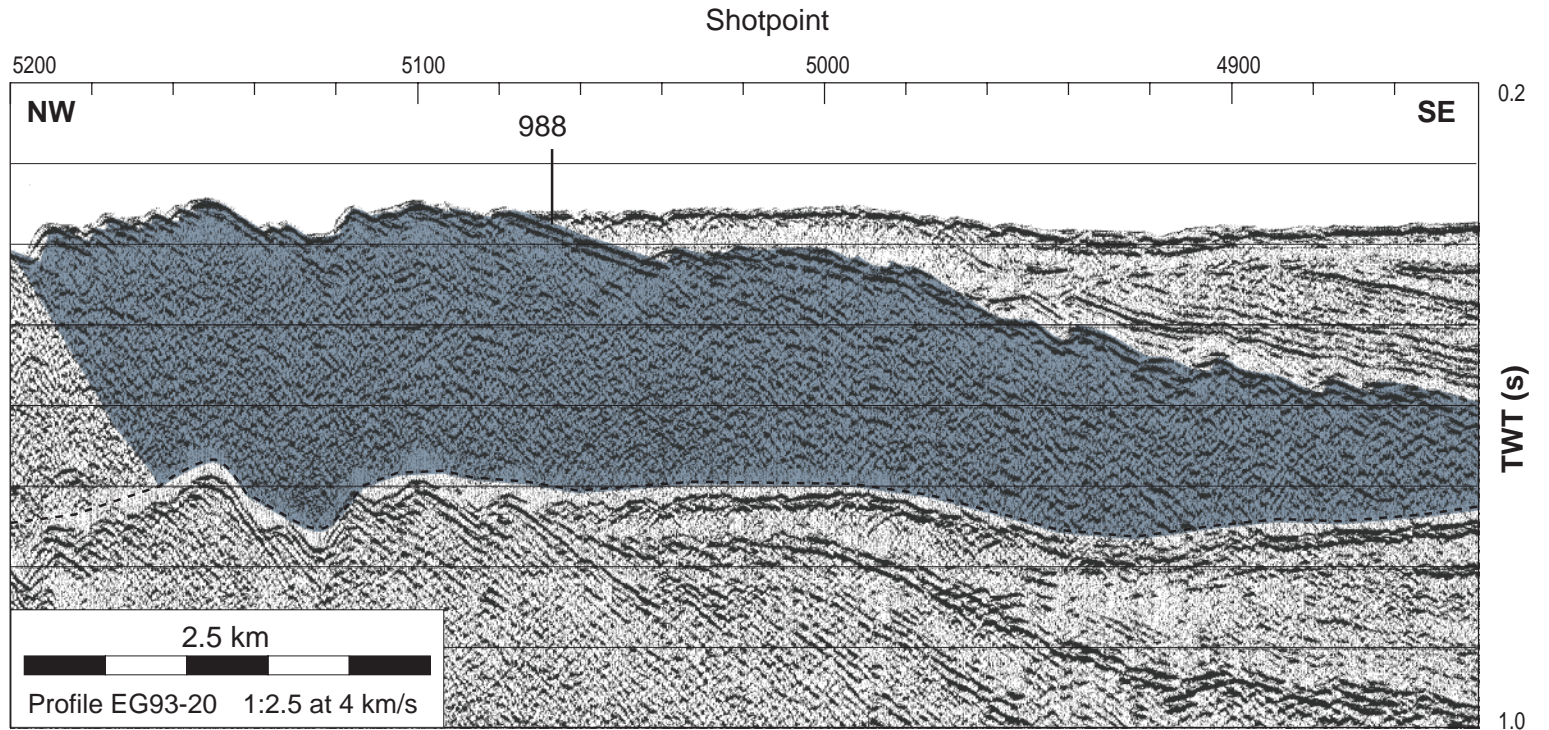 Shotpoint
5200 5100 5000 4900
0.2
NW SE
988
TWT (s)
2.5 km
Profile EG93-20 1:2.5 at 4 km/s
1.0